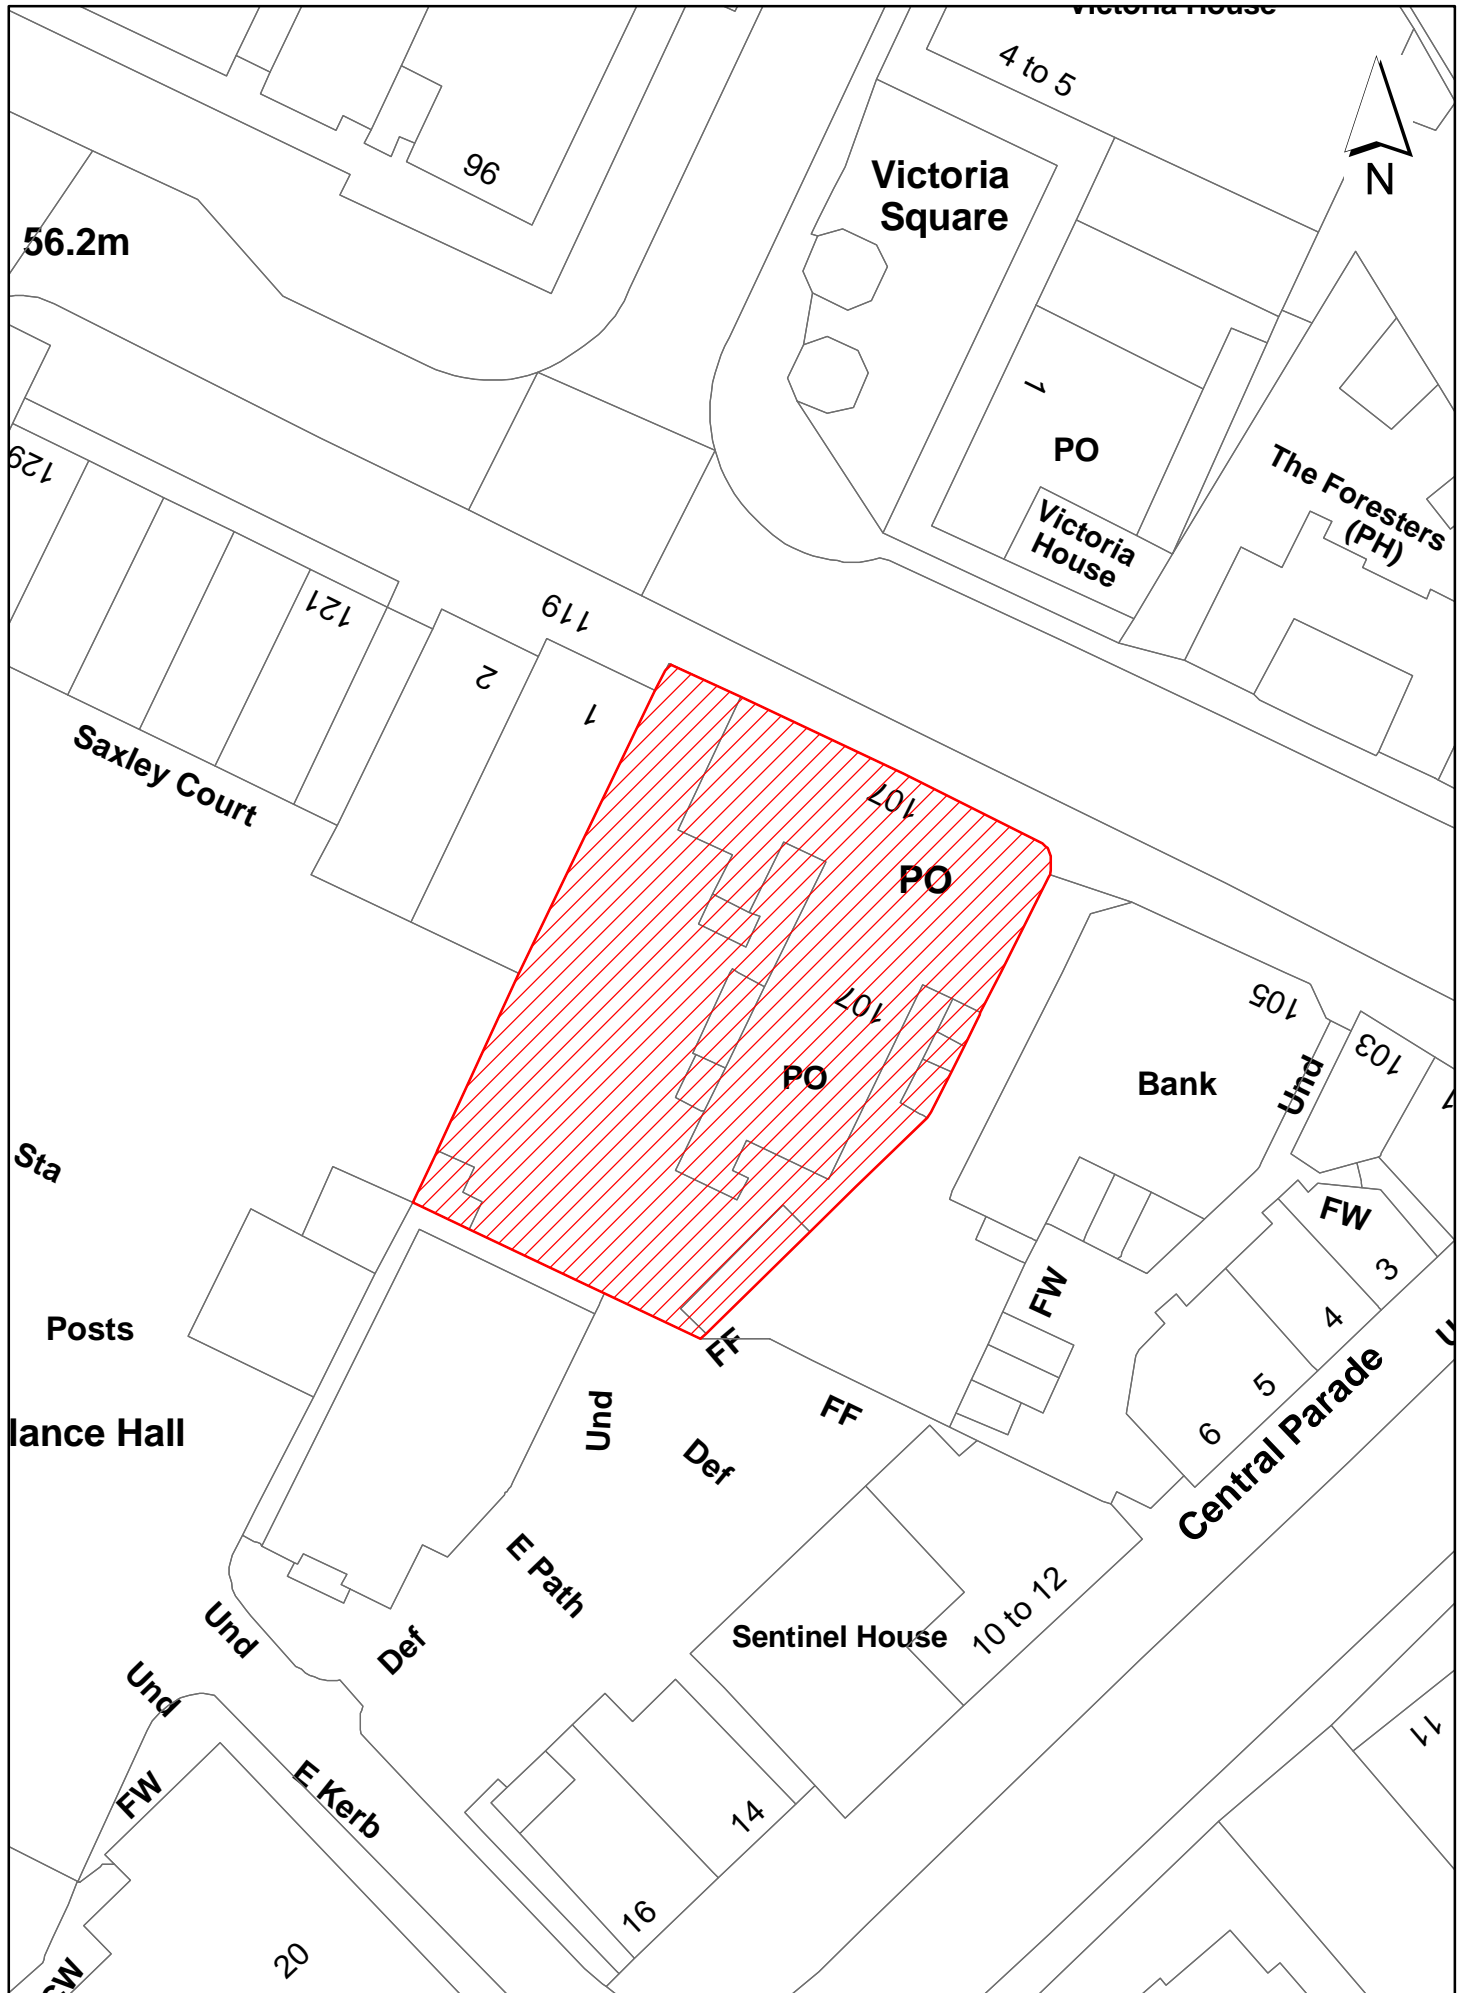 Victoria House
4 to 5
96
Victoria
Square
N
56.2m
1
PO
The Foresters
(PH)
Victoria
House
129
121
119
2
1
Saxley Court
107
PO
107
PO
105
Bank
Und
103
Sta
FW
3
FW
4
Posts
FF
5
Und
FF
6
Central Parade
lance Hall
Def
E Path
10 to 12
Sentinel House
Und
Def
Und
11
FW
E Kerb
14
16
20